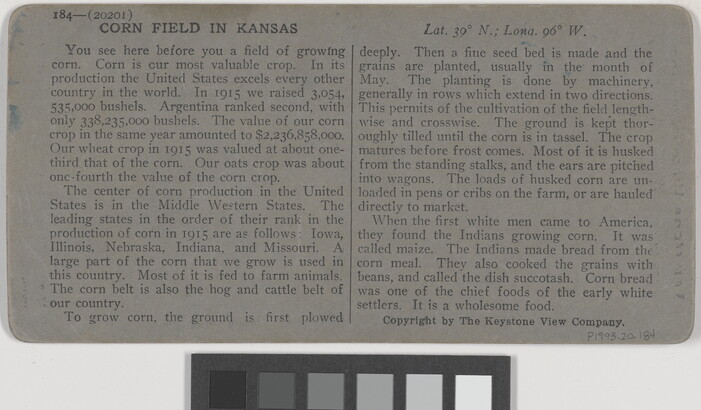 184—(20201)
CORN FIELD IN KANSAS
Lat. 39° N.; Long. 96° W.
You see here before you a field of growing
corn. Corn is our most valuable crop. In its
production the United States excels every other
country in the world. In 1915 we raised 3,054,
535,000 bushels. Argentina ranked second, with
only 338,235,000 bushels. The value of our corn
crop in the same year amounted to $2,236,858,000.
Our wheat crop in 1915 was valued at about one-
third that of the corn. Our oats crop was about
one-fourth the value of the corn crop.
The center of corn production in the United
States is in the Middle Western States. The
leading states in the order of their rank in the
production of corn in 1915 are as follows: Iowa,
Illinois, Nebraska, Indiana, and Missouri. A
large part of the corn that we grow is used in
this country. Most of it is fed to farm animals.
The corn belt is also the hog and cattle belt of
our country.
To grow corn, the ground is first plowed
deeply. Then a fine seed bed is made and the
grains are planted, usually in the month of
May. The planting is done by machinery,
generally in rows which extend in two directions.
This permits of the cultivation of the field length-
wise and crosswise. The ground is kept thor-
oughly tilled until the corn is in tassel. The crop
matures before frost comes. Most of it is husked
from the standing stalks, and the ears are pitched
into wagons. The loads of husked corn are un-
loaded in pens or cribs on the farm, or are hauled
directly to market.
When the first white men came to America,
they found the Indians growing corn. It was
called maize. The Indians made bread from the
corn meal. They also cooked the grains with
beans, and called the dish succotash. Corn bread
was one of the chief foods of the early white
settlers. It is a wholesome food.
Copyright by The Keystone View Company.
P1993.20.184